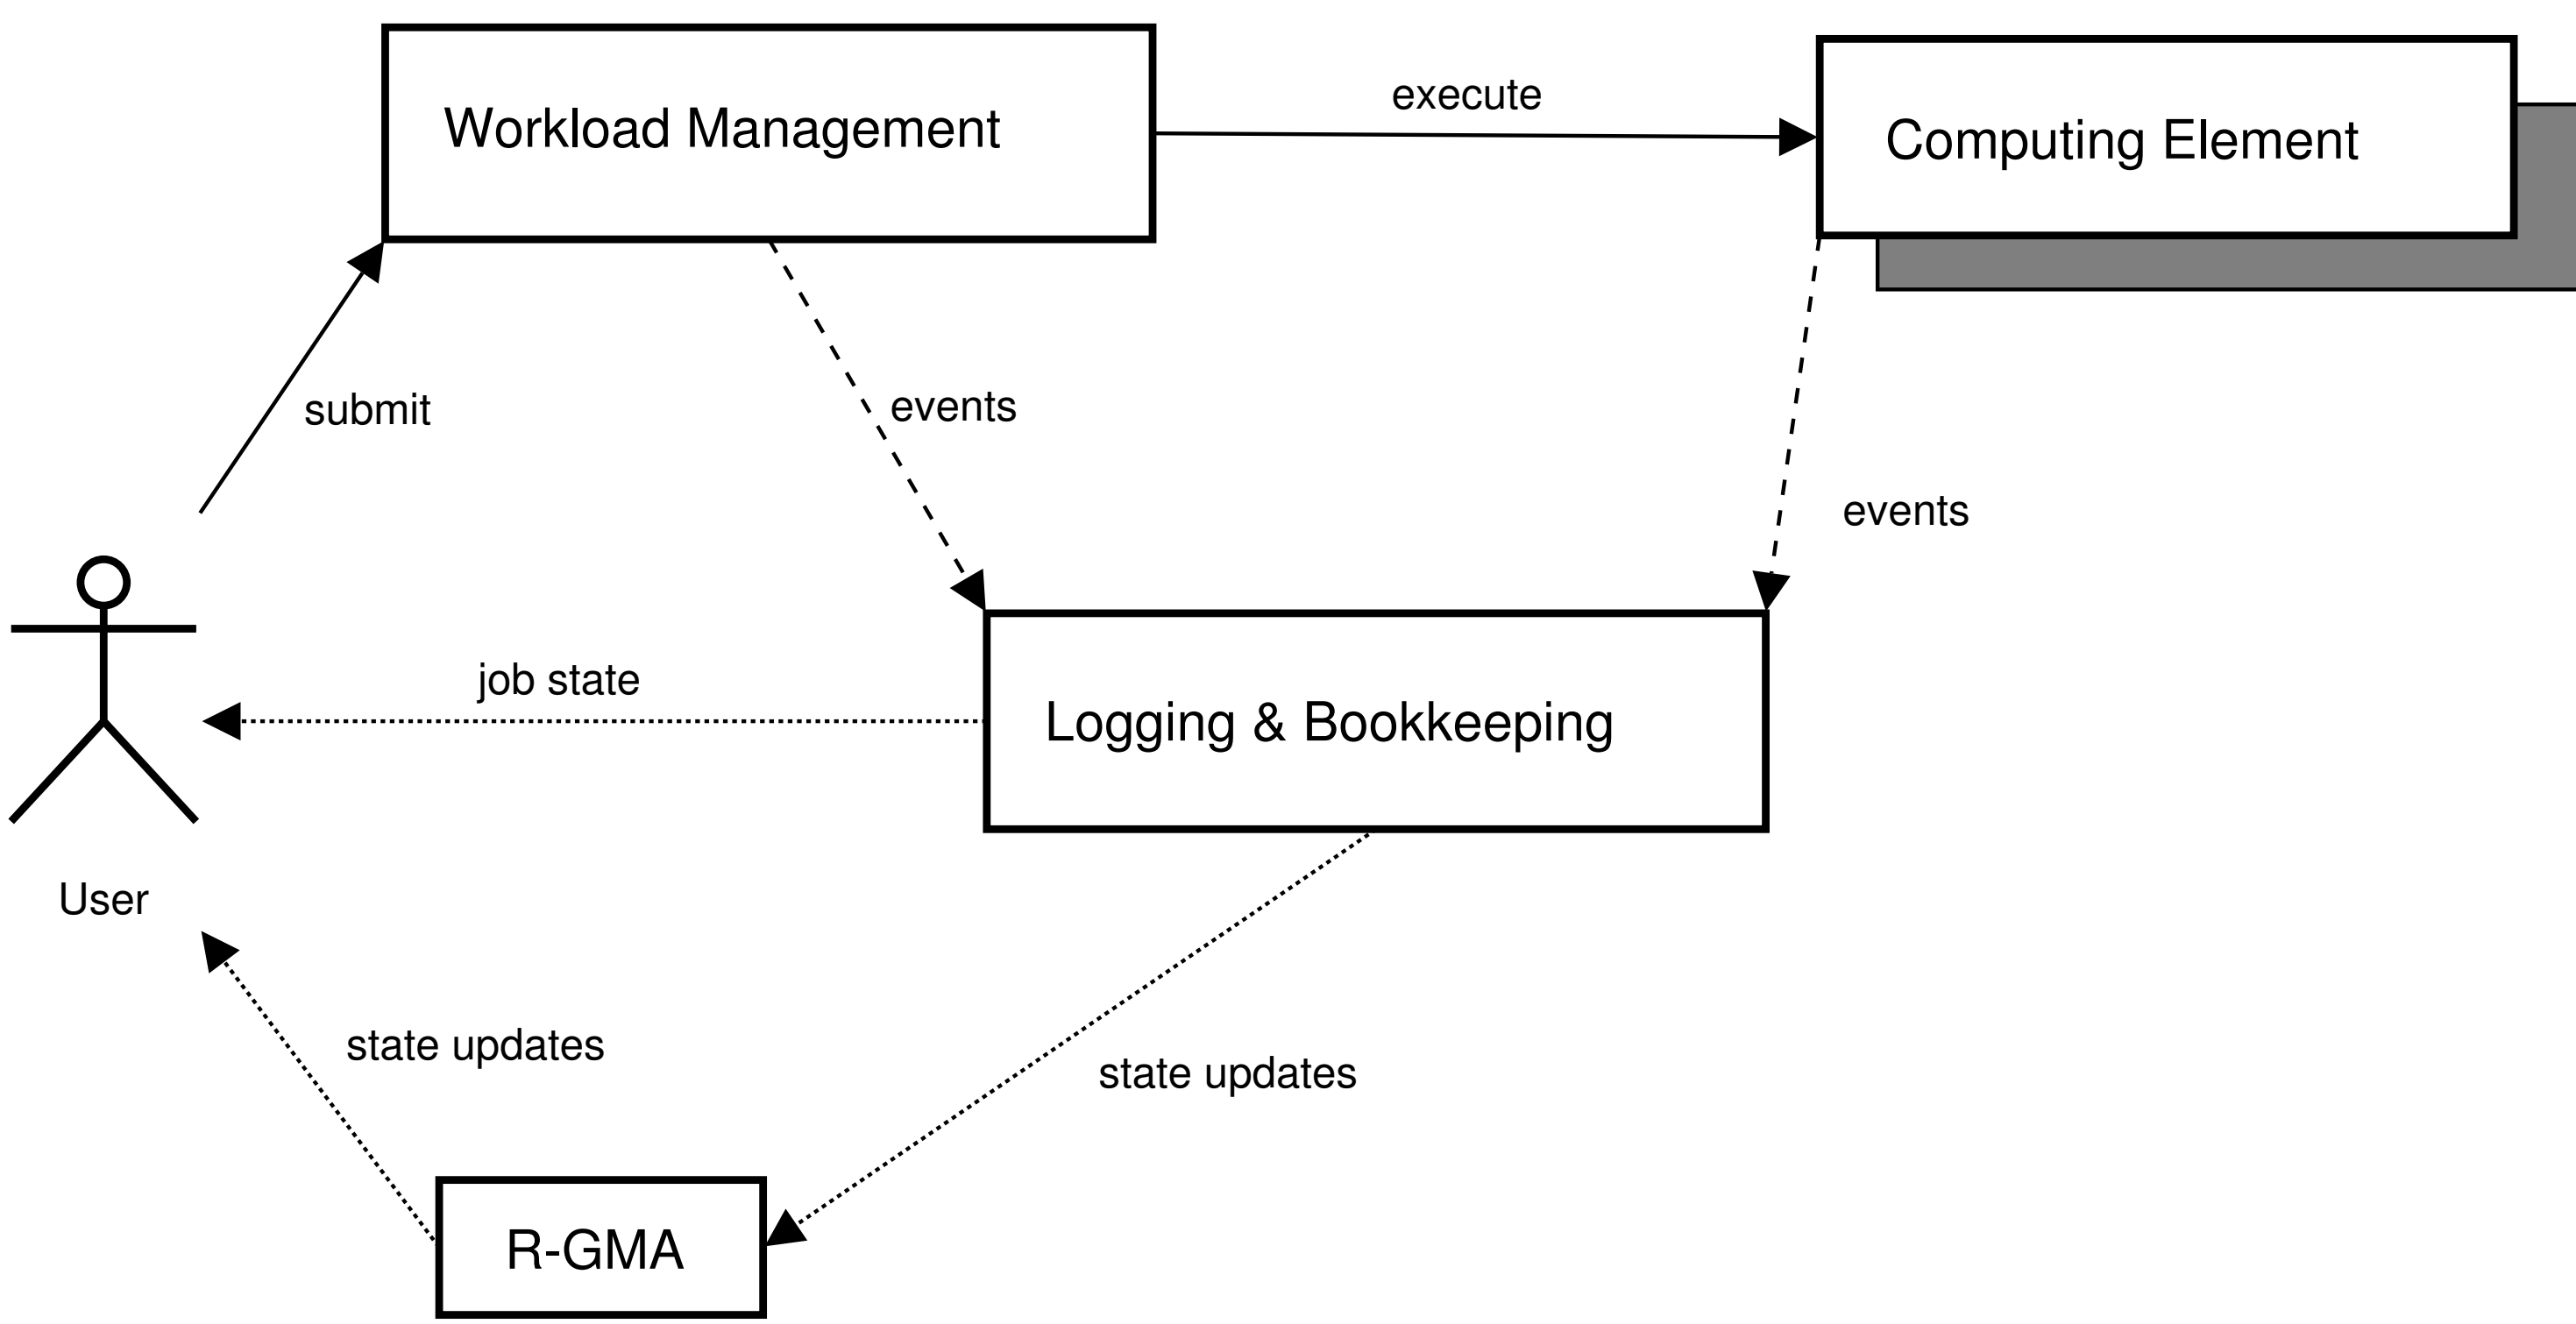 Workload Management
execute
Computing Element
submit
events
events
job state
Logging & Bookkeeping
User
state updates
state updates
R-GMA